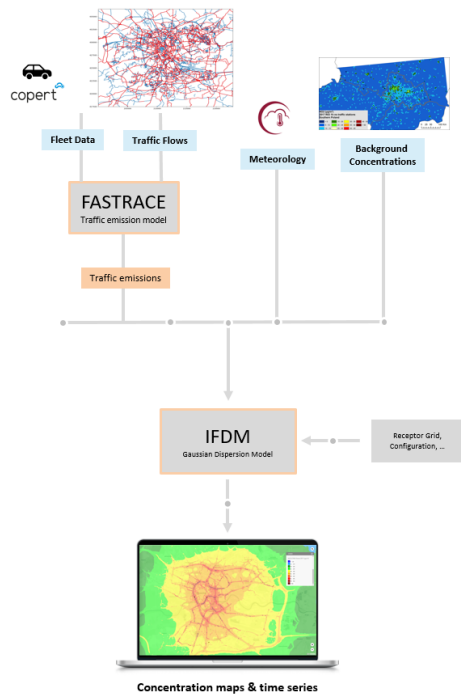 copert
Fleet Data
Traffic Flows
Meteorology
Background
Concentrations
FASTRACE
Traffic emission model
Traffic emissions
IFDM
Gaussian Dispersion Model
Receptor Grid,
Configuration, ...
Concentration maps & time series